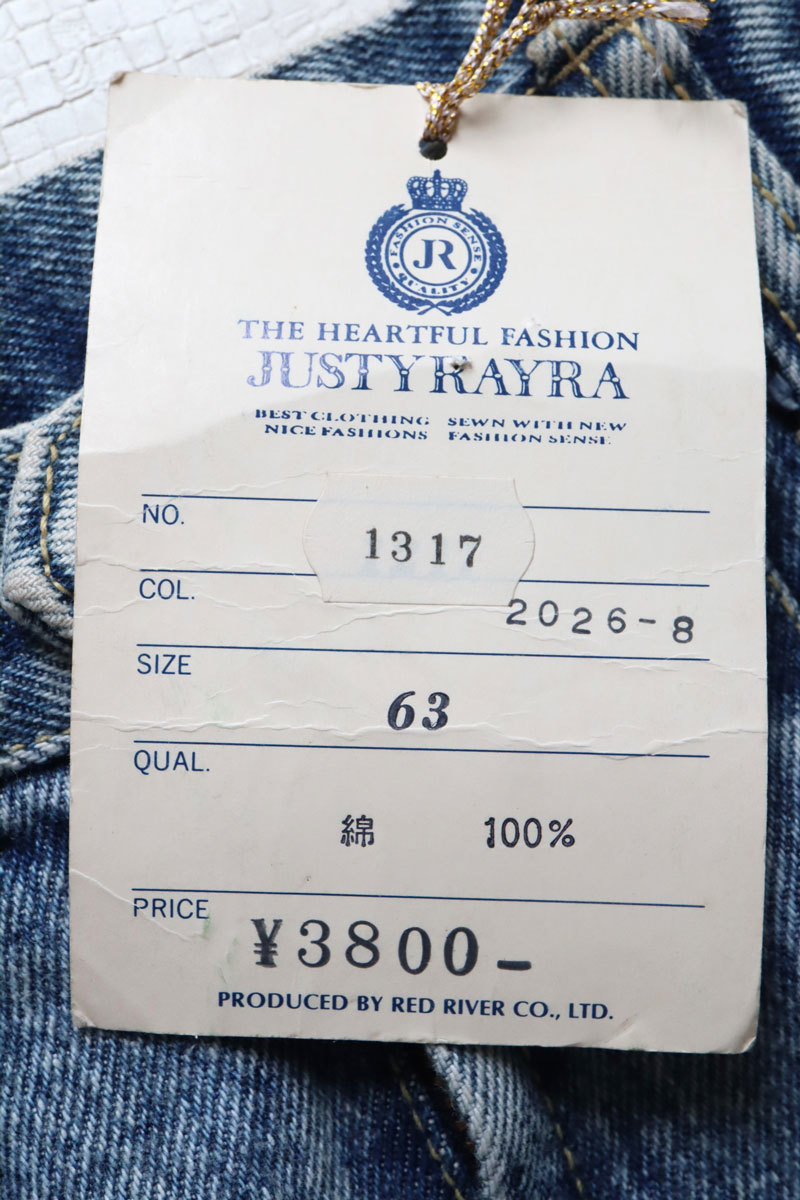 FASHION SENSE
JR
QUALITY
THE HEARTFUL FASHION
JUSTYRAYRA
BEST CLOTHING SEWN WITH NEW
NICE FASHIONS FASHION SENSE
NO.
1317
COL.
2026-8
SIZE
63
QUAL.
綿 100%
PRICE
¥3800-
PRODUCED BY RED RIVER CO., LTD.